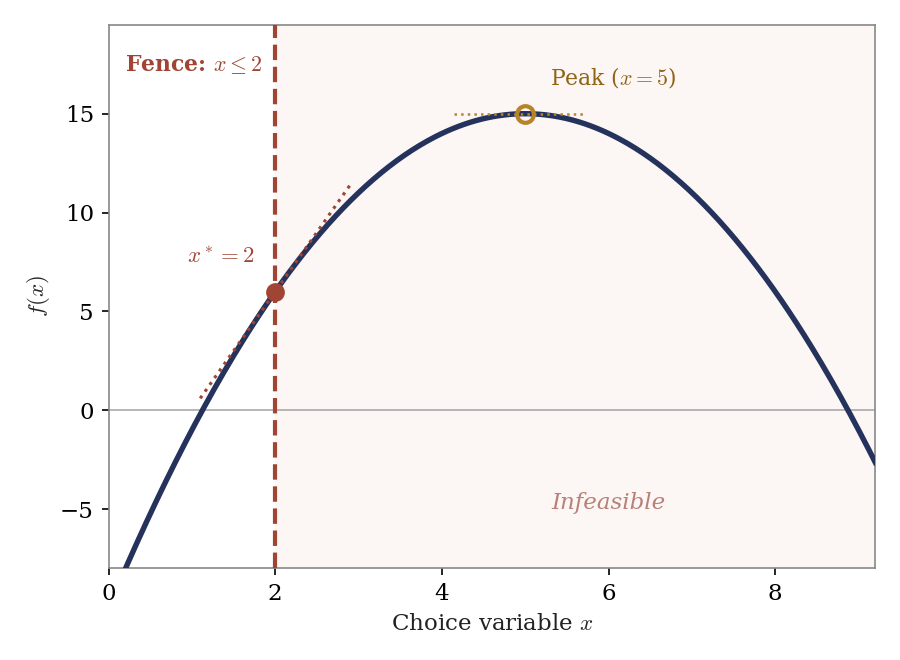 Fence: x ≤ 2
Peak (x = 5)
15
10
x* = 2
f(x)
5
0
−5
Infeasible
0
2
4
6
8
Choice variable x